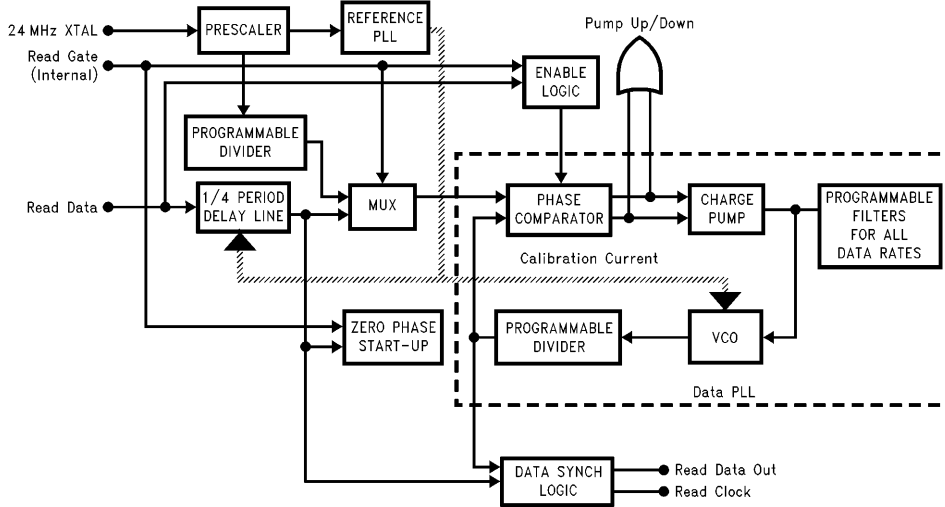 24 MHz XTAL
PRESCALER
REFERENCE
PLL
Pump Up/Down
Read Gate
(Internal)
ENABLE
LOGIC
PROGRAMMABLE
DIVIDER
Read Data
1/4 PERIOD
DELAY LINE
MUX
PHASE
COMPARATOR
CHARGE
PUMP
PROGRAMMABLE
FILTERS
FOR ALL
DATA RATES
Calibration Current
ZERO PHASE
START-UP
PROGRAMMABLE
DIVIDER
VCO
Data PLL
DATA SYNCH
LOGIC
Read Data Out
Read Clock